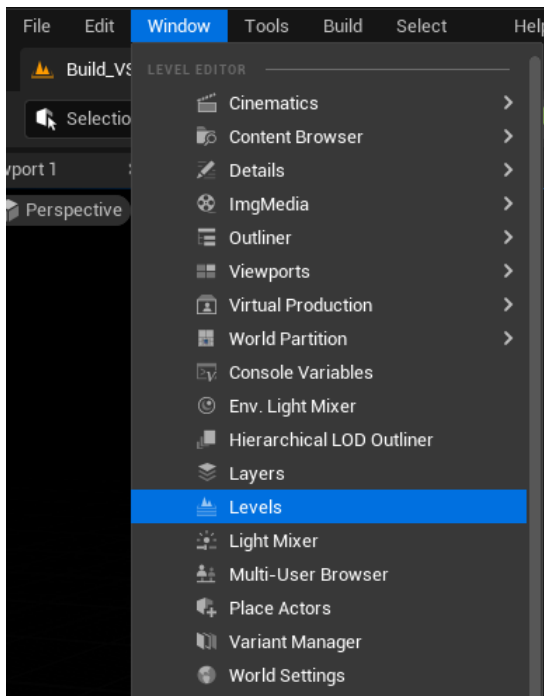 File Edit Window Tools Build Select Help
Build_VS
LEVEL EDITOR
Selectio
Cinematics
Content Browser
vport 1
Details
Perspective
ImgMedia
Outliner
Viewports
Virtual Production
World Partition
Console Variables
Env. Light Mixer
Hierarchical LOD Outliner
Layers
Levels
Light Mixer
Multi-User Browser
Place Actors
Variant Manager
World Settings